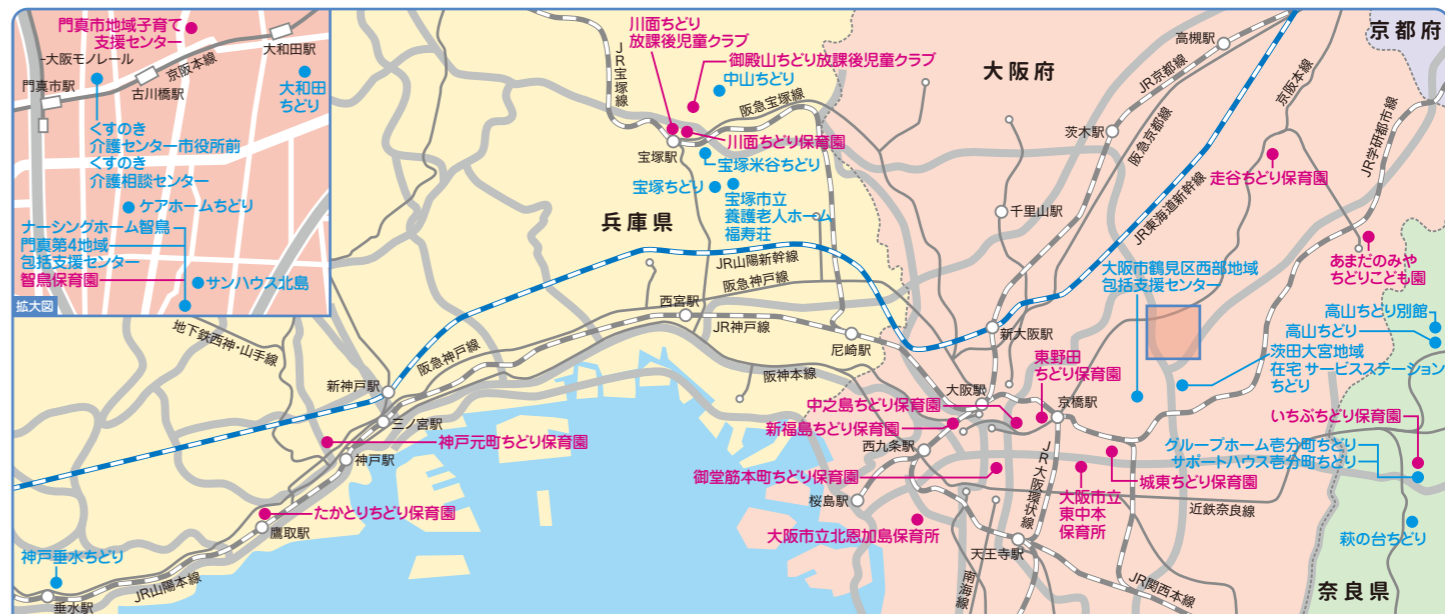 門真市地域子育て
支援センター
大阪モノレール
京阪本線
大和田駅
門真市駅
古川橋駅
大和田
ちどり
くすのき
介護センター市役所前
くすのき
介護相談センター
ケアホームちどり
ナーシングホーム智鳥
門真第4地域
包括支援センター
智鳥保育園
サンハウス北島
拡大図
川面ちどり
放課後児童クラブ
御殿山ちどり放課後児童クラブ
中山ちどり
JR宝塚線
阪急宝塚線
川面ちどり保育園
宝塚駅
宝塚米谷ちどり
宝塚ちどり
宝塚市立
養護老人ホーム
福寿荘
兵庫県
大阪府
京都府
高槻駅
JR京都線
京阪本線
茨木駅
阪急京都線
JR学研都市線
走谷ちどり保育園
千里山駅
JR東海道新幹線
あまだのみや
ちどりこども園
大阪市鶴見区西部地域
包括支援センター
JR山陽新幹線
阪急神戸線
西宮駅
JR神戸線
尼崎駅
新大阪駅
高山ちどり別館
高山ちどり
茨田大宮地域
在宅 サービスステーション
ちどり
地下鉄西神・山手線
阪急神戸線
新神戸駅
阪神本線
大阪駅
東野田
ちどり保育園
京橋駅
中之島ちどり保育園
新福島ちどり保育園
いちぶちどり保育園
三ノ宮駅
神戸元町ちどり保育園
神戸駅
西九条駅
グループホーム壱分町ちどり
サポートハウス壱分町ちどり
御堂筋本町ちどり保育園
JR大阪環状線
城東ちどり保育園
桜島駅
大阪市立
東中本
保育所
近鉄奈良線
たかとりちどり保育園
鷹取駅
大阪市立北恩加島保育所
天王寺駅
萩の台ちどり
神戸垂水ちどり
JR山陽本線
垂水駅
南海線
JR関西本線
奈良県